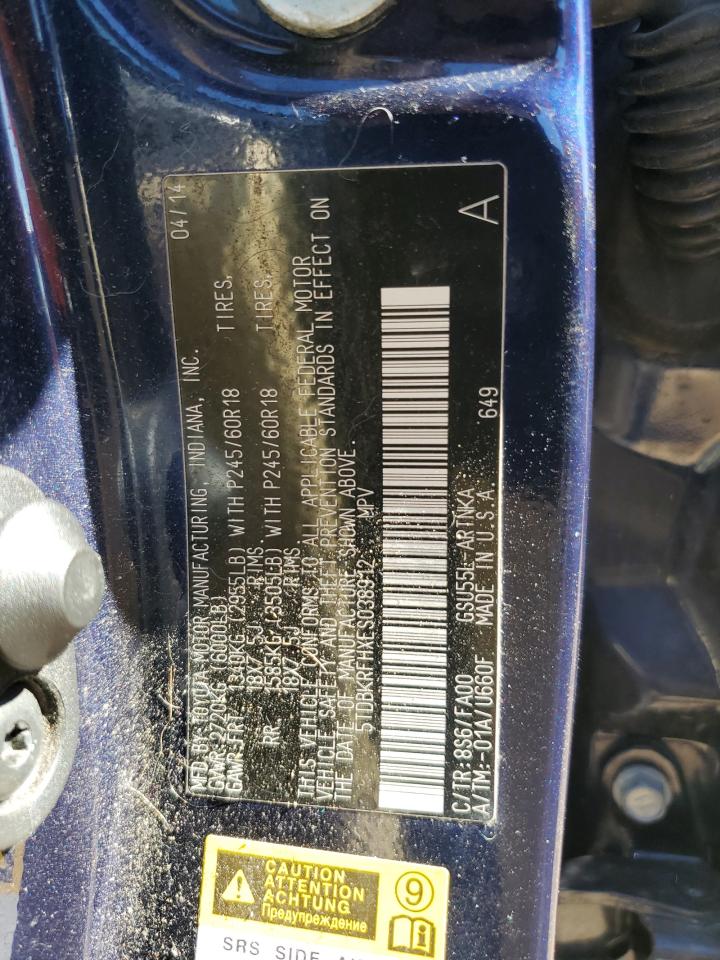 MFD. BY: TOYOTA MOTOR MANUFACTURING, INDIANA, INC. 04/14
GVWR 2720KG (6000LB)
GAWR FRT 1340KG (2955LB) WITH P245/60R18 TIRES,
18X7.5J RIMS
RR 1585KG (3505LB) WITH P245/60R18 TIRES,
18X7.5J RIMS
THIS VEHICLE CONFORMS TO ALL APPLICABLE FEDERAL MOTOR
VEHICLE SAFETY AND THEFT PREVENTION STANDARDS IN EFFECT ON
THE DATE OF MANUFACTURE SHOWN ABOVE.
MPV
C/TR:8S6/FA00 GSU55L-ARTNKA 649 A
A/TM:-01A/U660F MADE IN U.S.A.
CAUTION
ATTENTION
ACHTUNG
Предупреждение
9
SRS SIDE